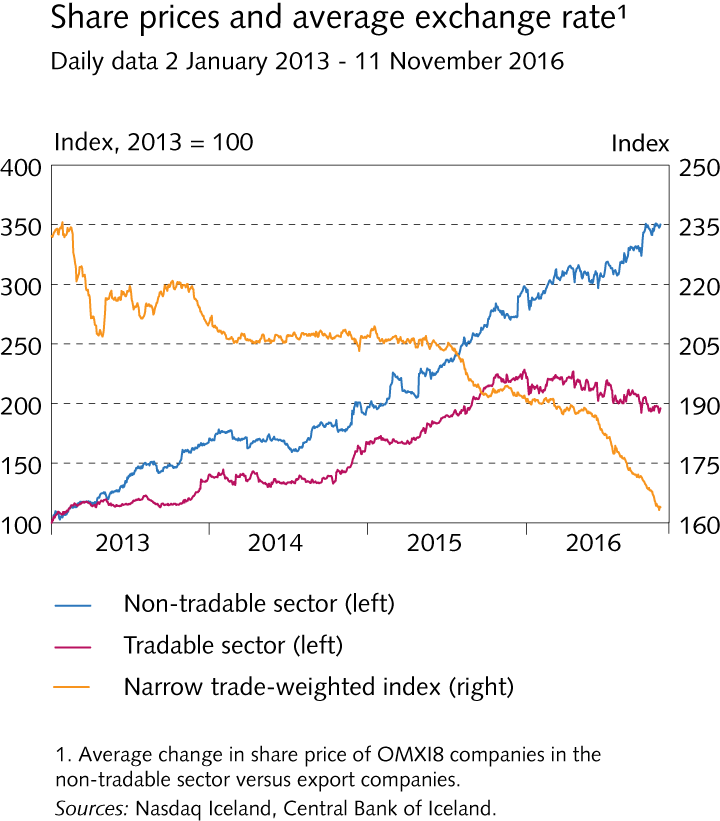 Share prices and average exchange rate¹
Daily data 2 January 2013 - 11 November 2016
Index, 2013 = 100
Index
400
350
300
250
200
150
100
250
235
220
205
190
175
160
2013
2014
2015
2016
Non-tradable sector (left)
Tradable sector (left)
Narrow trade-weighted index (right)
1. Average change in share price of OMXI8 companies in the
non-tradable sector versus export companies.
Sources: Nasdaq Iceland, Central Bank of Iceland.